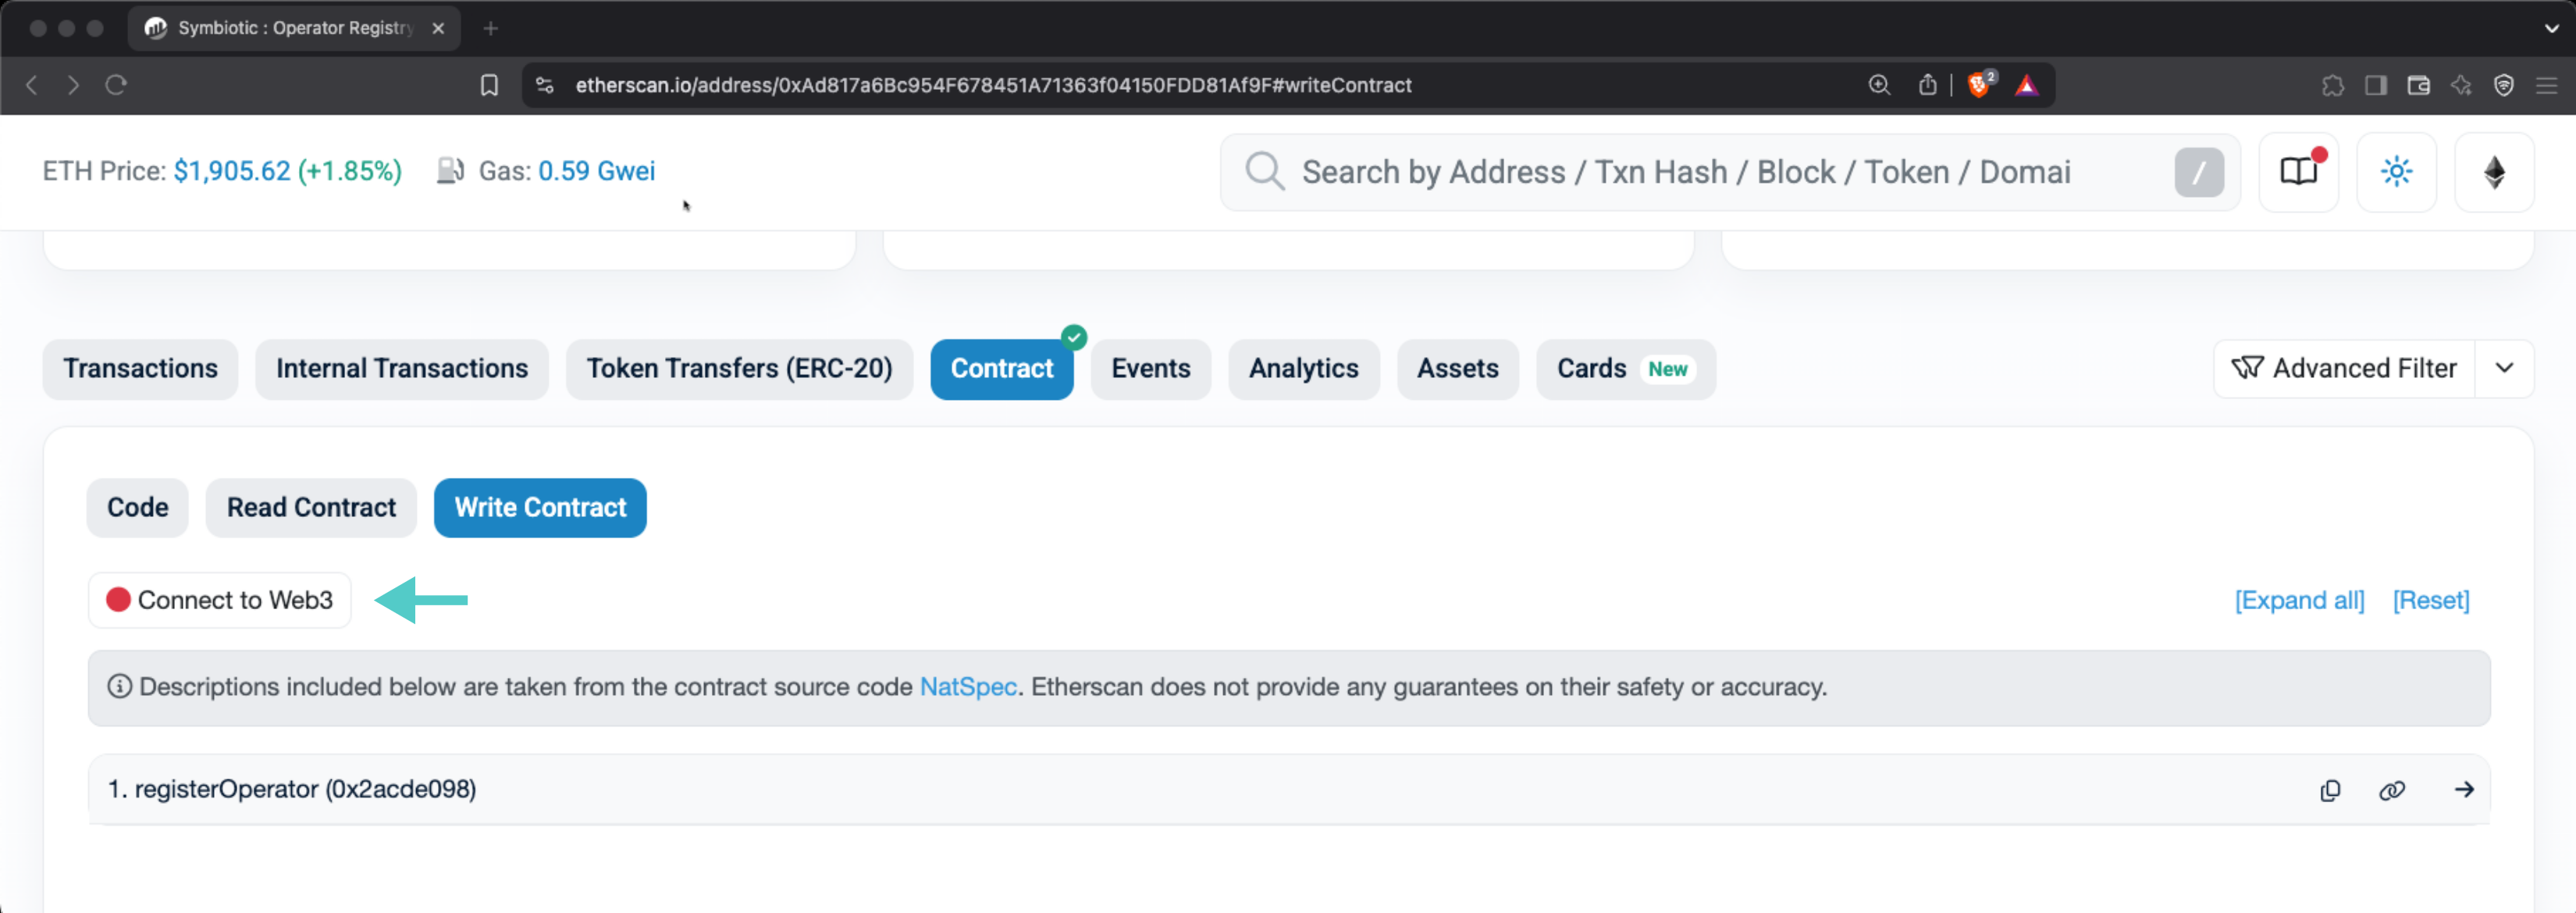 Symbiotic : Operator Registry
etherscan.io/address/0xAd817a6Bc954F678451A71363f04150FDD81Af9F#writeContract
2
ETH Price: $1,905.62 (+1.85%) Gas: 0.59 Gwei
Search by Address / Txn Hash / Block / Token / Domai
/
Transactions Internal Transactions Token Transfers (ERC-20) Contract Events Analytics Assets Cards New Advanced Filter
Code Read Contract Write Contract
Connect to Web3 [Expand all] [Reset]
Descriptions included below are taken from the contract source code NatSpec. Etherscan does not provide any guarantees on their safety or accuracy.
1. registerOperator (0x2acde098)